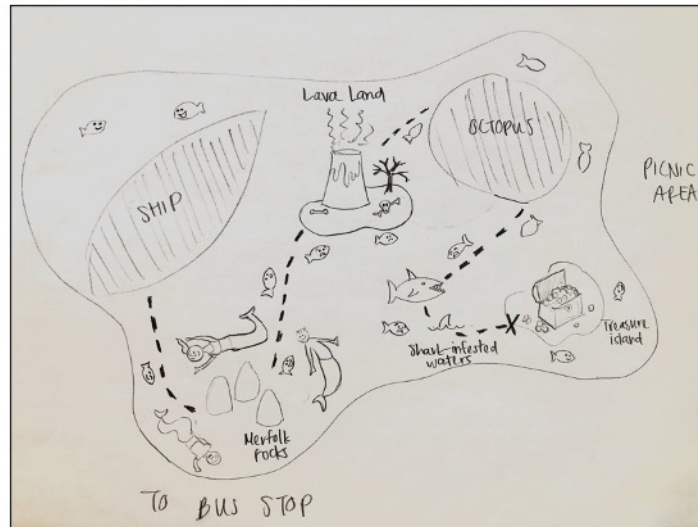 Lava Land
OCTOPUS
SHIP
PICNIC
AREA
Shark-infested
waters
Treasure
island
Merfolk
rocks
TO BUS STOP